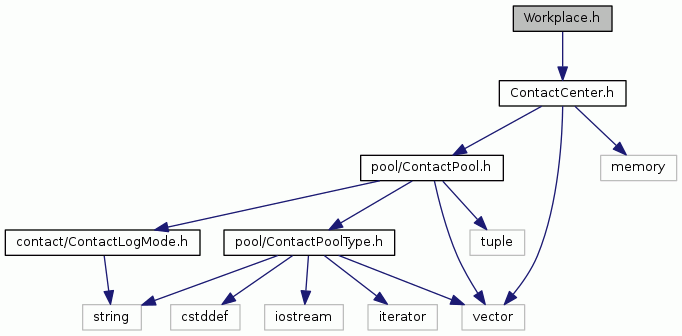 Workplace.h
ContactCenter.h
pool/ContactPool.h
memory
contact/ContactLogMode.h
pool/ContactPoolType.h
tuple
string
cstddef
iostream
iterator
vector